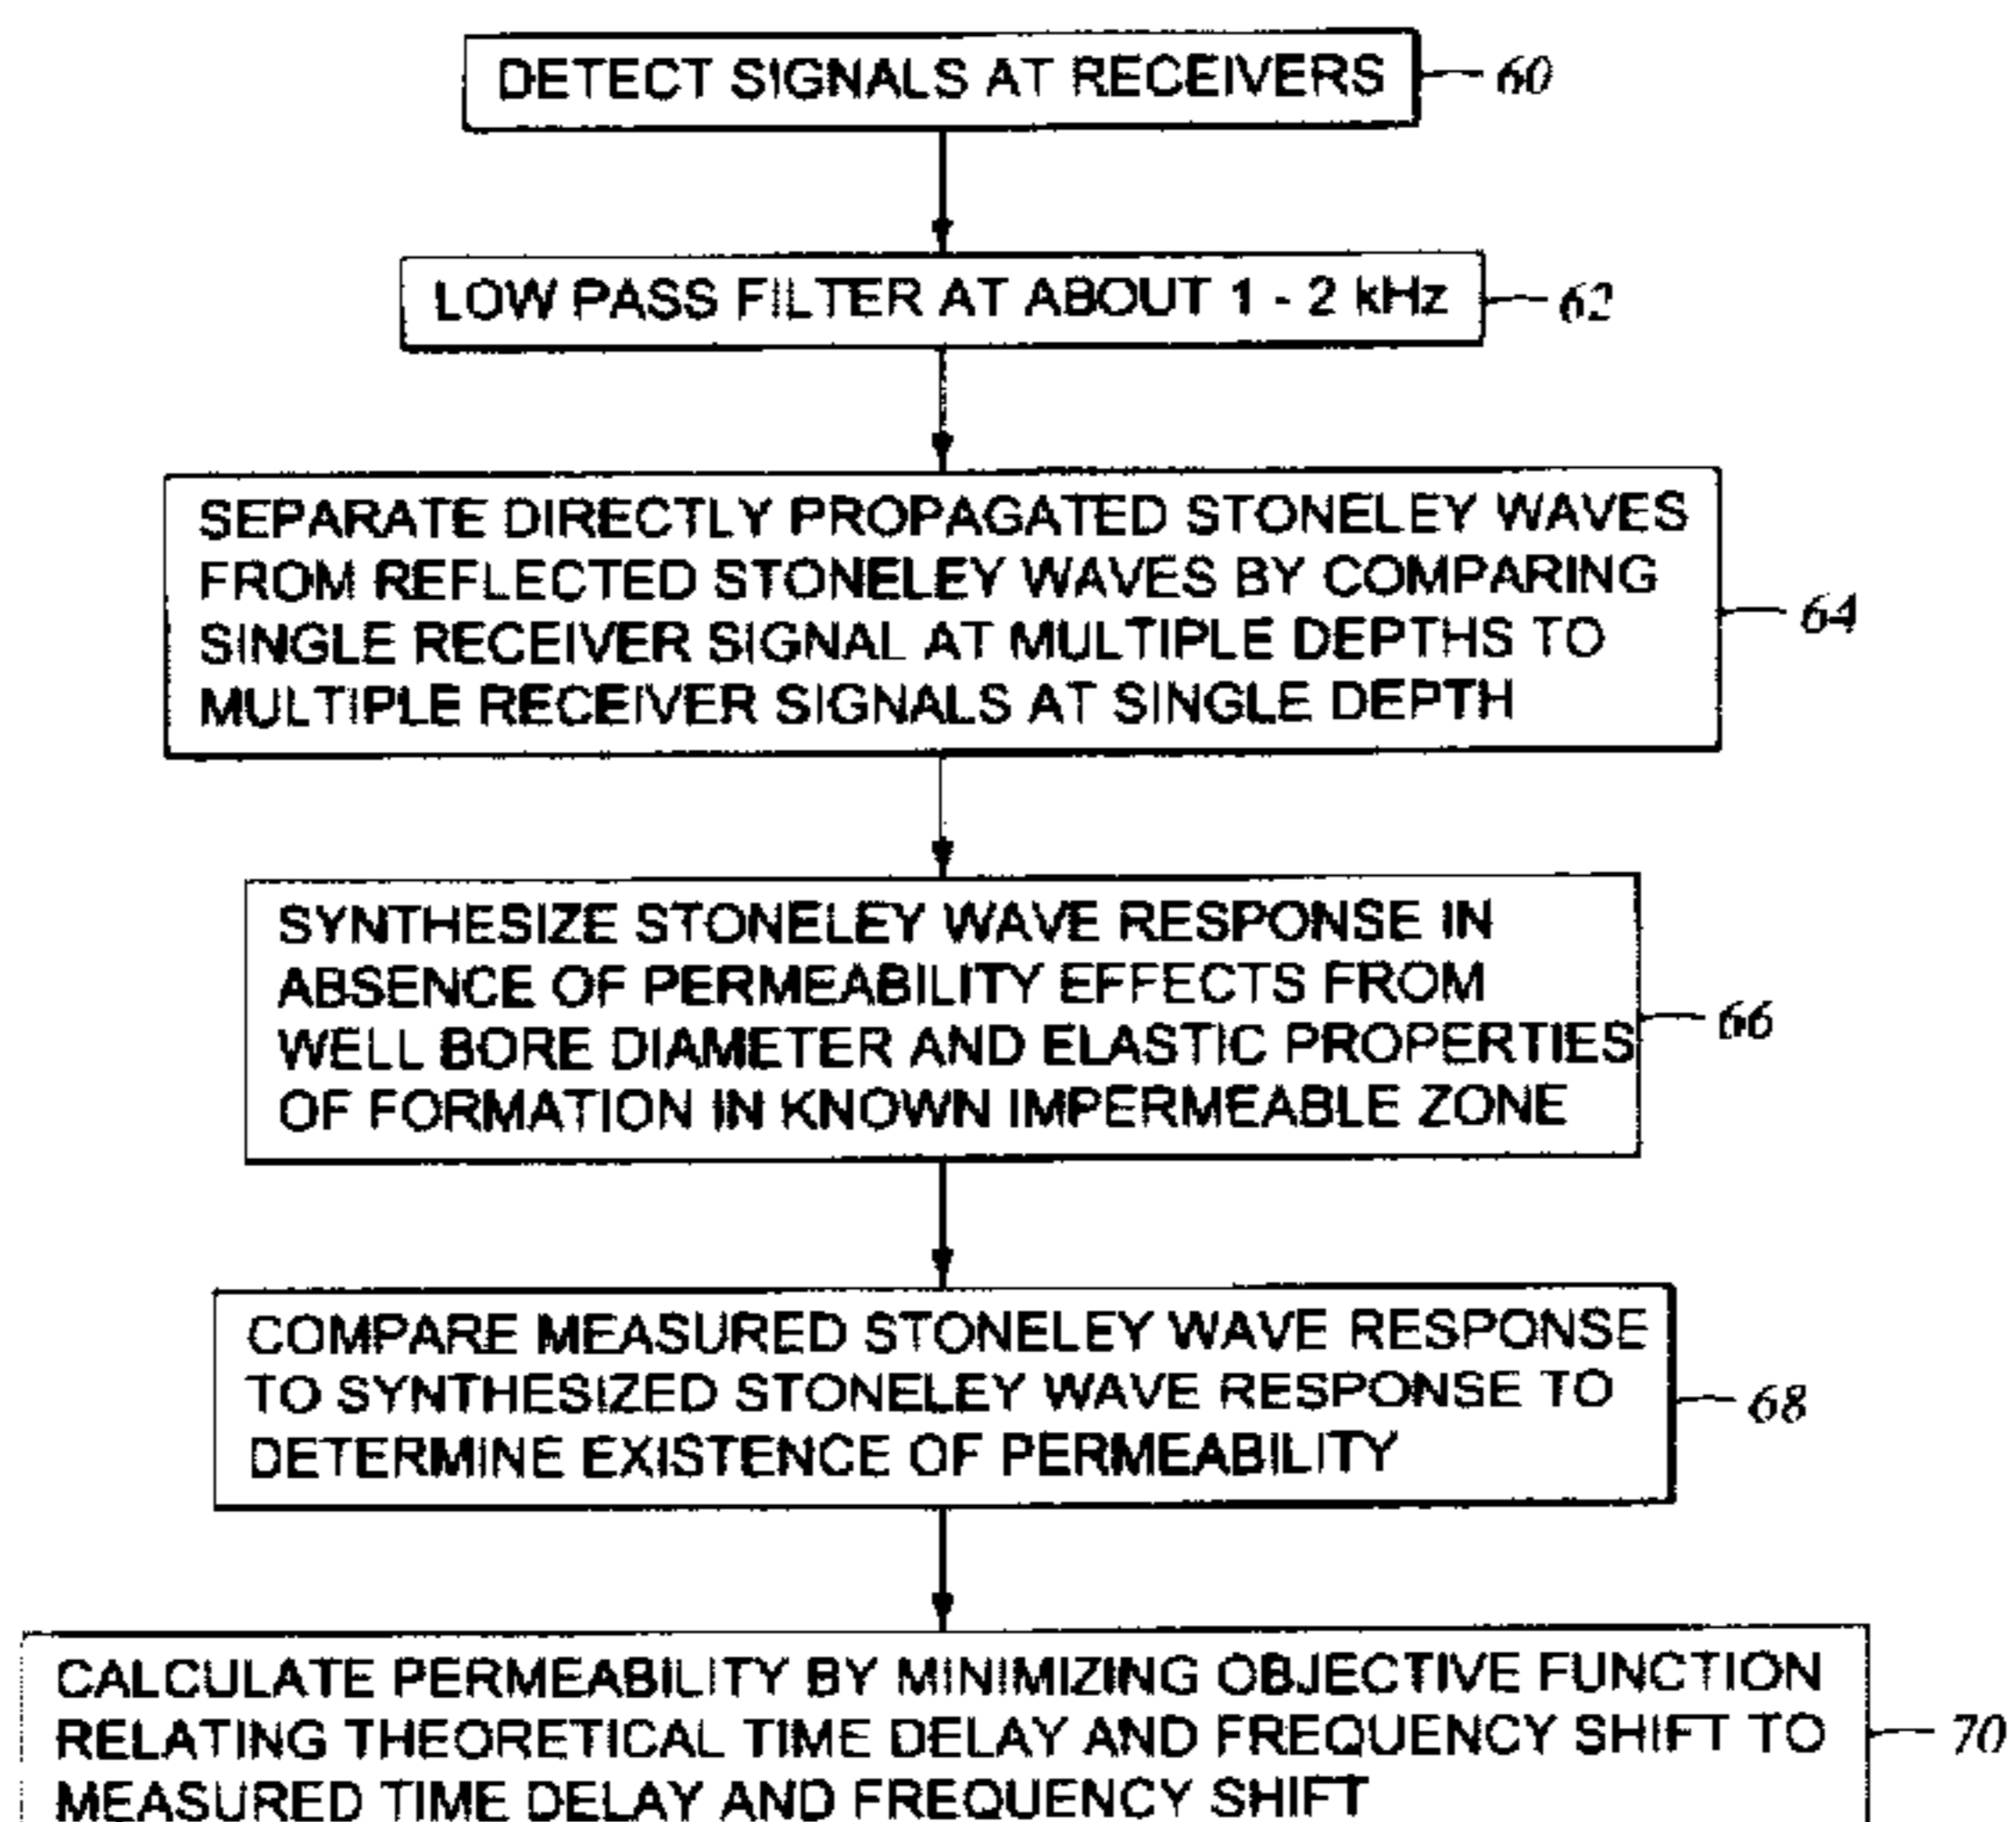 DETECT SIGNALS AT RECEIVERS
60
LOW PASS FILTER AT ABOUT 1 - 2 kHz
62
SEPARATE DIRECTLY PROPAGATED STONELEY WAVES
FROM REFLECTED STONELEY WAVES BY COMPARING
SINGLE RECEIVER SIGNAL AT MULTIPLE DEPTHS TO
MULTIPLE RECEIVER SIGNALS AT SINGLE DEPTH
64
SYNTHESIZE STONELEY WAVE RESPONSE IN
ABSENCE OF PERMEABILITY EFFECTS FROM
WELL BORE DIAMETER AND ELASTIC PROPERTIES
OF FORMATION IN KNOWN IMPERMEABLE ZONE
66
COMPARE MEASURED STONELEY WAVE RESPONSE
TO SYNTHESIZED STONELEY WAVE RESPONSE TO
DETERMINE EXISTENCE OF PERMEABILITY
68
CALCULATE PERMEABILITY BY MINIMIZING OBJECTIVE FUNCTION
RELATING THEORETICAL TIME DELAY AND FREQUENCY SHIFT TO
MEASURED TIME DELAY AND FREQUENCY SHIFT
70